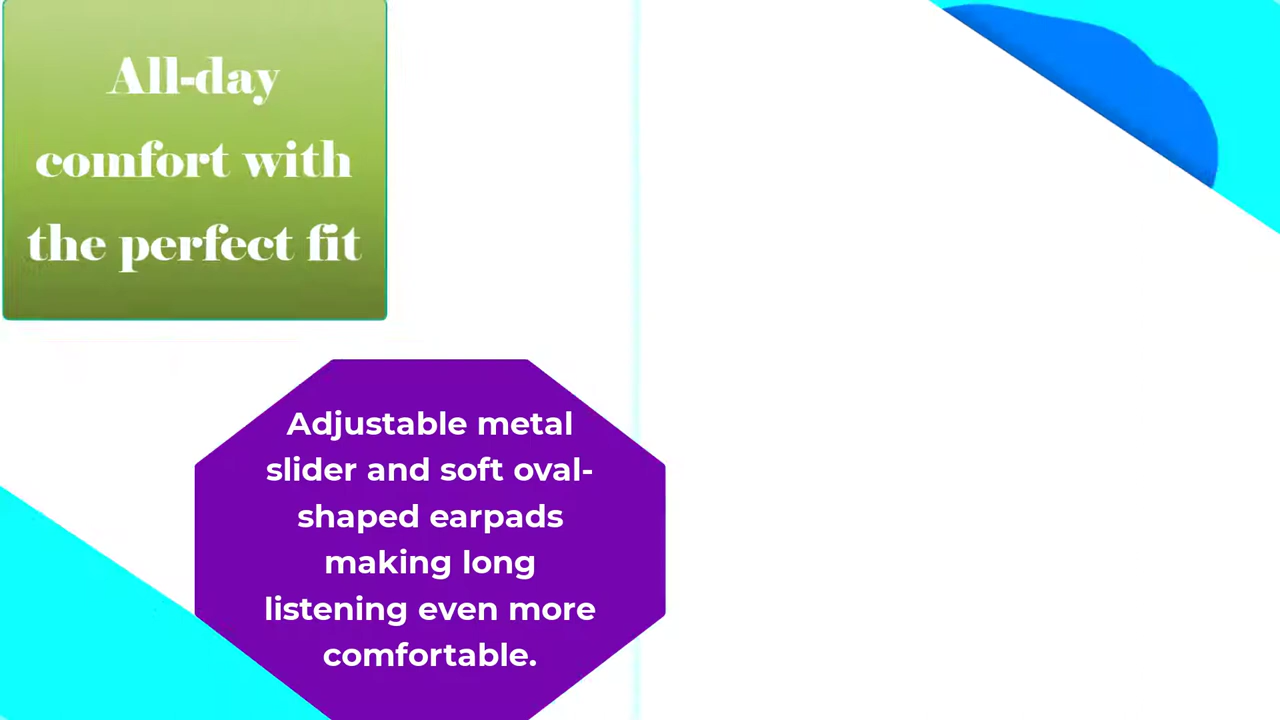 All-day
comfort with
the perfect fit
Adjustable metal
slider and soft oval-
shaped earpads
making long
listening even more
comfortable.